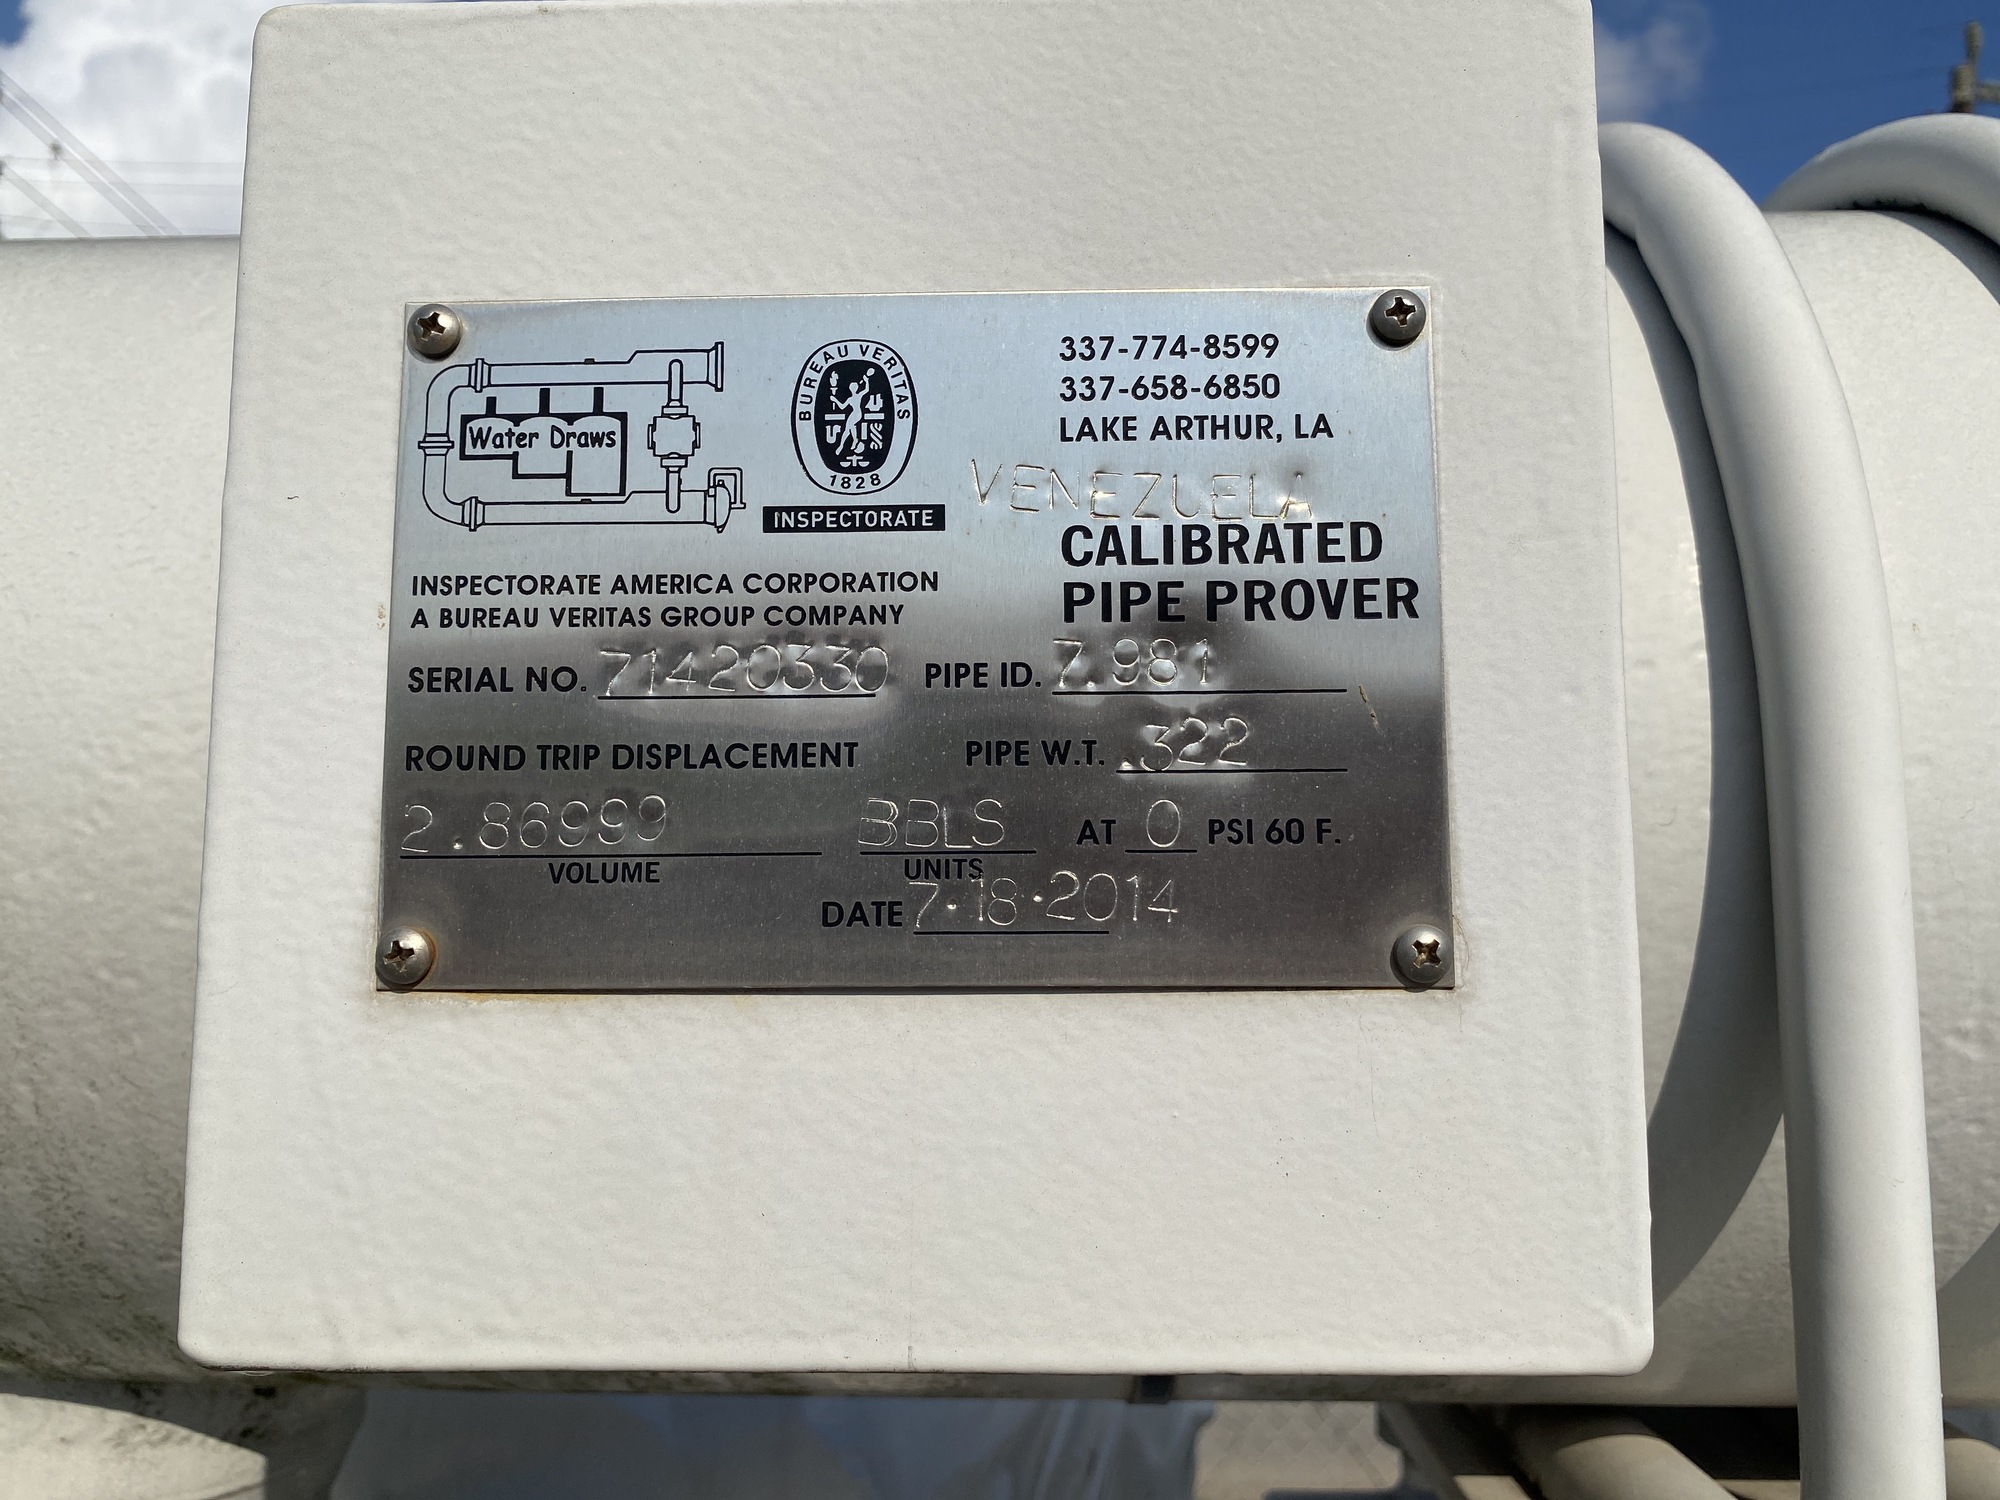 Water Draws
BUREAU VERITAS
1828
INSPECTORATE
337-774-8599
337-658-6850
LAKE ARTHUR, LA
VENEZUELA
CALIBRATED
PIPE PROVER
INSPECTORATE AMERICA CORPORATION
A BUREAU VERITAS GROUP COMPANY
SERIAL NO. 71420330 PIPE ID. 7.981
ROUND TRIP DISPLACEMENT PIPE W.T. .322
2.86999 BBLS AT 0 PSI 60 F.
VOLUME UNITS
DATE 7-18-2014